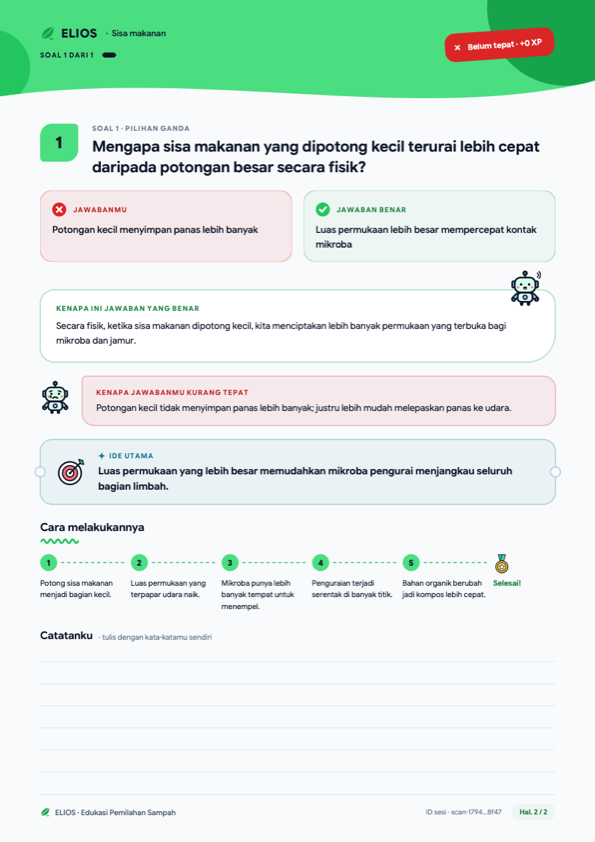 ELIOS · Sisa makanan
SOAL 1 DARI 1
× Belum tepat · +0 XP
1
SOAL 1 · PILIHAN GANDA
Mengapa sisa makanan yang dipotong kecil terurai lebih cepat
daripada potongan besar secara fisik?
JAWABANMU
Potongan kecil menyimpan panas lebih banyak
JAWABAN BENAR
Luas permukaan lebih besar mempercepat kontak
mikroba
KENAPA INI JAWABAN YANG BENAR
Secara fisik, ketika sisa makanan dipotong kecil, kita menciptakan lebih banyak permukaan yang terbuka bagi
mikroba dan jamur.
KENAPA JAWABANMU KURANG TEPAT
Potongan kecil tidak menyimpan panas lebih banyak; justru lebih mudah melepaskan panas ke udara.
IDE UTAMA
Luas permukaan yang lebih besar memudahkan mikroba pengurai menjangkau seluruh
bagian limbah.
Cara melakukannya
1
Potong sisa makanan
menjadi bagian kecil.
2
Luas permukaan yang
terpapar udara naik.
3
Mikroba punya lebih
banyak tempat untuk
menempel.
4
Penguraian terjadi
serentak di banyak titik.
5
Bahan organik berubah
jadi kompos lebih cepat.
Selesai!
Catatanku · tulis dengan kata-katamu sendiri
ELIOS · Edukasi Pemilahan Sampah
ID sesi · scan-1794...8f47
Hal. 2 / 2